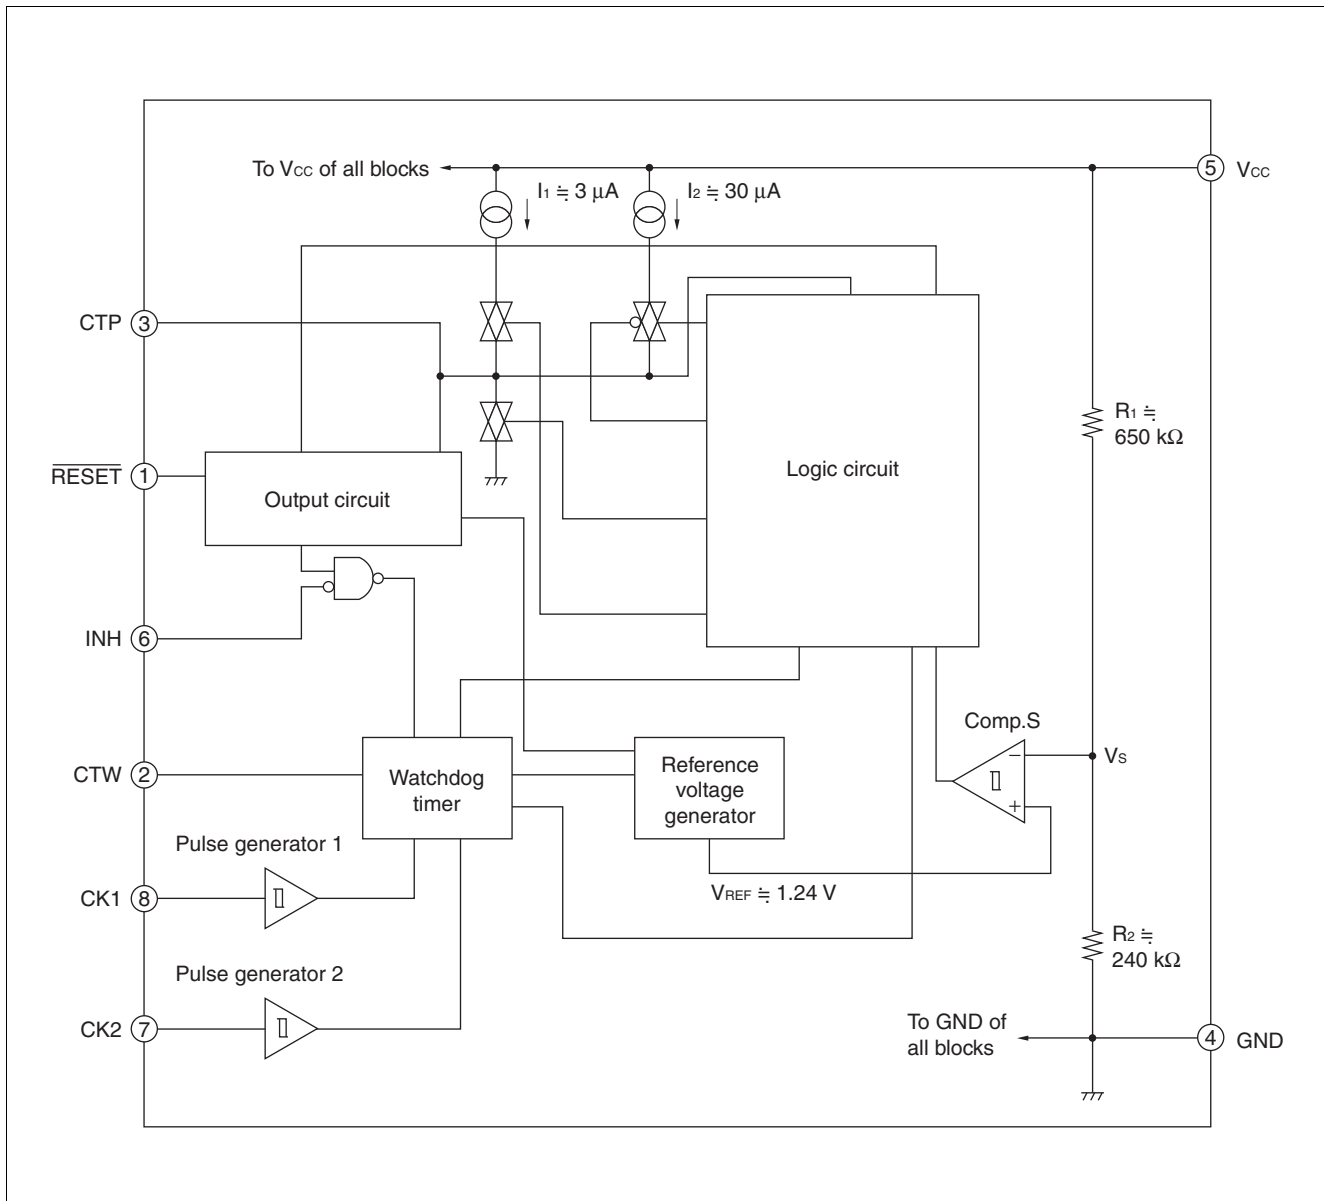 To VCC of all blocks
I1 ≒ 3 μA
I2 ≒ 30 μA
5
VCC
CTP
3
R1 ≒
650 kΩ
Logic circuit
RESET
1
Output circuit
INH
6
Comp.S
−
+
VS
CTW
2
Watchdog
timer
Reference
voltage
generator
Pulse generator 1
CK1
8
VREF ≒ 1.24 V
R2 ≒
240 kΩ
Pulse generator 2
CK2
7
To GND of
all blocks
4
GND